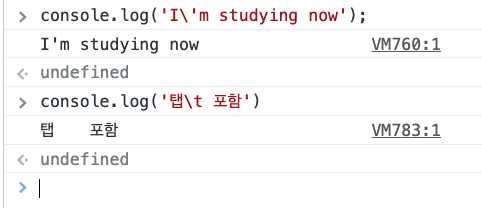 > console.log('I\'m studying now');
I'm studying now VM760:1
undefined
> console.log('탭\t 포함')
탭    포함 VM783:1
undefined
>